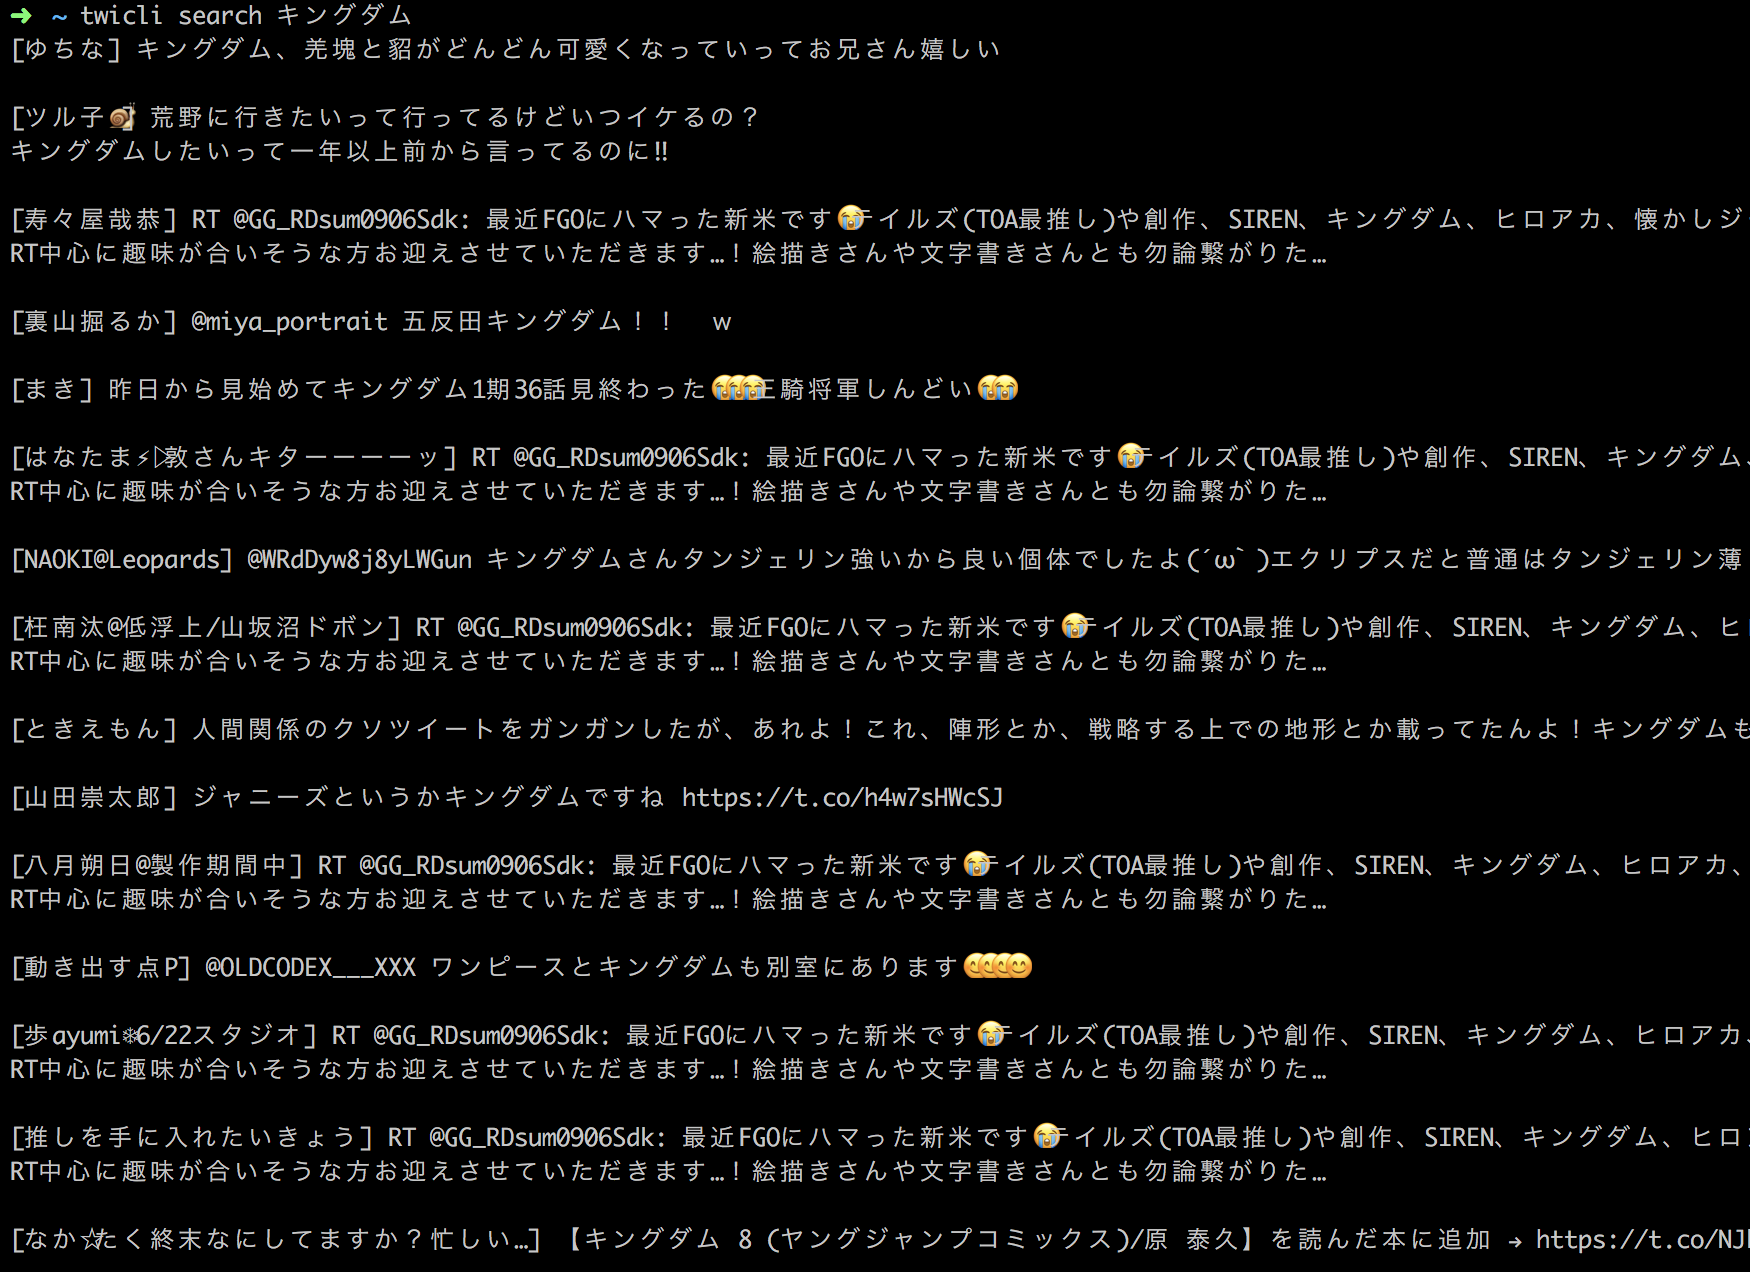 ➜ ~ twicli search キングダム
[ゆちな] キングダム、羌塊と貂がどんどん可愛くなっていってお兄さん嬉しい
[ツル子🐌] 荒野に行きたいって行ってるけどいつイケるの？
キングダムしたいって一年以上前から言ってるのに‼
[寿々屋哉恭] RT @GG_RDsum0906Sdk: 最近FGOにハマった新米です😭テイルズ(TOA最推し)や創作、SIREN、キングダム、ヒロアカ、懐かしジ
RT中心に趣味が合いそうな方お迎えさせていただきます…！絵描きさんや文字書きさんとも勿論繋がりた…
[裏山掘るか] @miya_portrait 五反田キングダム！！　w
[まき] 昨日から見始めてキングダム1期36話見終わった😭😭😭王騎将軍しんどい😭😭
[はなたま⚡▷敦さんキターーーーッ] RT @GG_RDsum0906Sdk: 最近FGOにハマった新米です😭テイルズ(TOA最推し)や創作、SIREN、キングダム、
RT中心に趣味が合いそうな方お迎えさせていただきます…！絵描きさんや文字書きさんとも勿論繋がりた…
[NAOKI@Leopards] @WRdDyw8j8yLWGun キングダムさんタンジェリン強いから良い個体でしたよ(´ω｀)エクリプスだと普通はタンジェリン薄
[枉南汰@低浮上/山坂沼ドボン] RT @GG_RDsum0906Sdk: 最近FGOにハマった新米です😭テイルズ(TOA最推し)や創作、SIREN、キングダム、ヒ
RT中心に趣味が合いそうな方お迎えさせていただきます…！絵描きさんや文字書きさんとも勿論繋がりた…
[ときえもん] 人間関係のクソツイートをガンガンしたが、あれよ！これ、陣形とか、戦略する上での地形とか載ってたんよ！キングダムも
[山田崇太郎] ジャニーズというかキングダムですね https://t.co/h4w7sHWcSJ
[八月朔日@製作期間中] RT @GG_RDsum0906Sdk: 最近FGOにハマった新米です😭テイルズ(TOA最推し)や創作、SIREN、キングダム、ヒロアカ、
RT中心に趣味が合いそうな方お迎えさせていただきます…！絵描きさんや文字書きさんとも勿論繋がりた…
[動き出す点P] @OLDCODEX___XXX ワンピースとキングダムも別室にあります😊😊😊😊
[歩ayumi❄6/22スタジオ] RT @GG_RDsum0906Sdk: 最近FGOにハマった新米です😭テイルズ(TOA最推し)や創作、SIREN、キングダム、ヒロアカ、
RT中心に趣味が合いそうな方お迎えさせていただきます…！絵描きさんや文字書きさんとも勿論繋がりた…
[推しを手に入れたいきょう] RT @GG_RDsum0906Sdk: 最近FGOにハマった新米です😭テイルズ(TOA最推し)や創作、SIREN、キングダム、ヒロ
RT中心に趣味が合いそうな方お迎えさせていただきます…！絵描きさんや文字書きさんとも勿論繋がりた…
[なか☆たく終末なにしてますか？忙しい…] 【キングダム 8 (ヤングジャンプコミックス)/原 泰久】を読んだ本に追加 → https://t.co/NJ